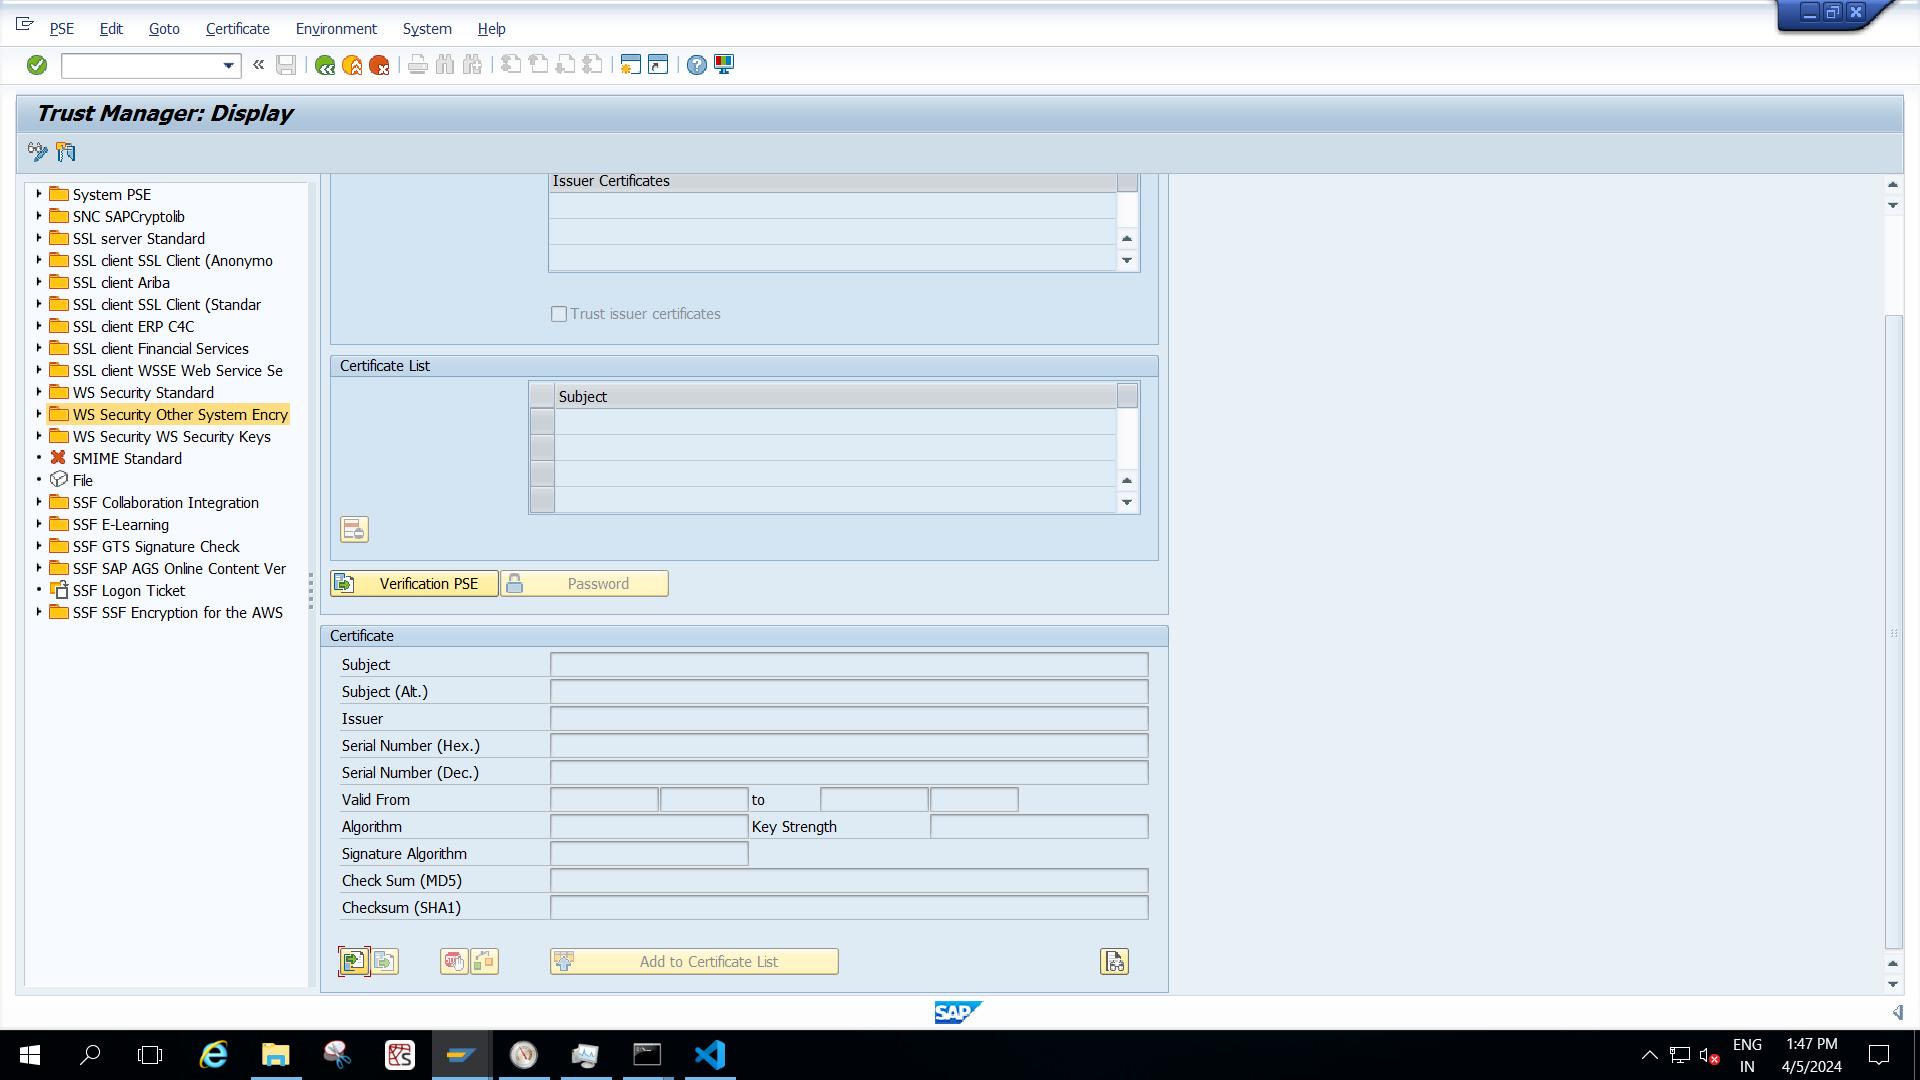 PSE Edit Goto Certificate Environment System Help
Trust Manager: Display
System PSE
SNC SAPCryptolib
SSL server Standard
SSL client SSL Client (Anonymo
SSL client Ariba
SSL client SSL Client (Standar
SSL client ERP C4C
SSL client Financial Services
SSL client WSSE Web Service Se
WS Security Standard
WS Security Other System Encry
WS Security WS Security Keys
SMIME Standard
File
SSF Collaboration Integration
SSF E-Learning
SSF GTS Signature Check
SSF SAP AGS Online Content Ver
SSF Logon Ticket
SSF SSF Encryption for the AWS
Issuer Certificates
Trust issuer certificates
Certificate List
Subject
Verification PSE Password
Certificate
Subject
Subject (Alt.)
Issuer
Serial Number (Hex.)
Serial Number (Dec.)
Valid From to
Algorithm Key Strength
Signature Algorithm
Check Sum (MD5)
Checksum (SHA1)
Add to Certificate List
SAP
ENG
IN
1:47 PM
4/5/2024